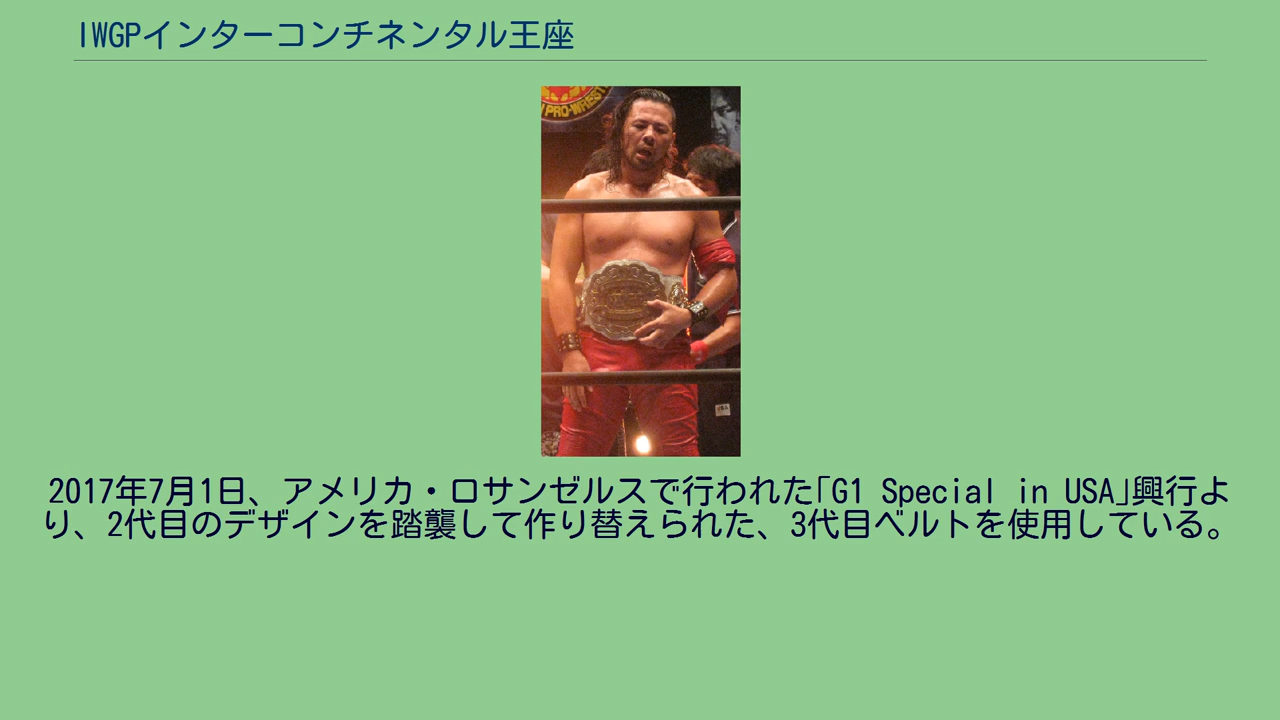 IWGPインターコンチネンタル王座
PRO-WREST
2017年7月1日、アメリカ・ロサンゼルスで行われた｢G1 Special in USA｣興行よ
り、2代目のデザインを踏襲して作り替えられた、3代目ベルトを使用している。